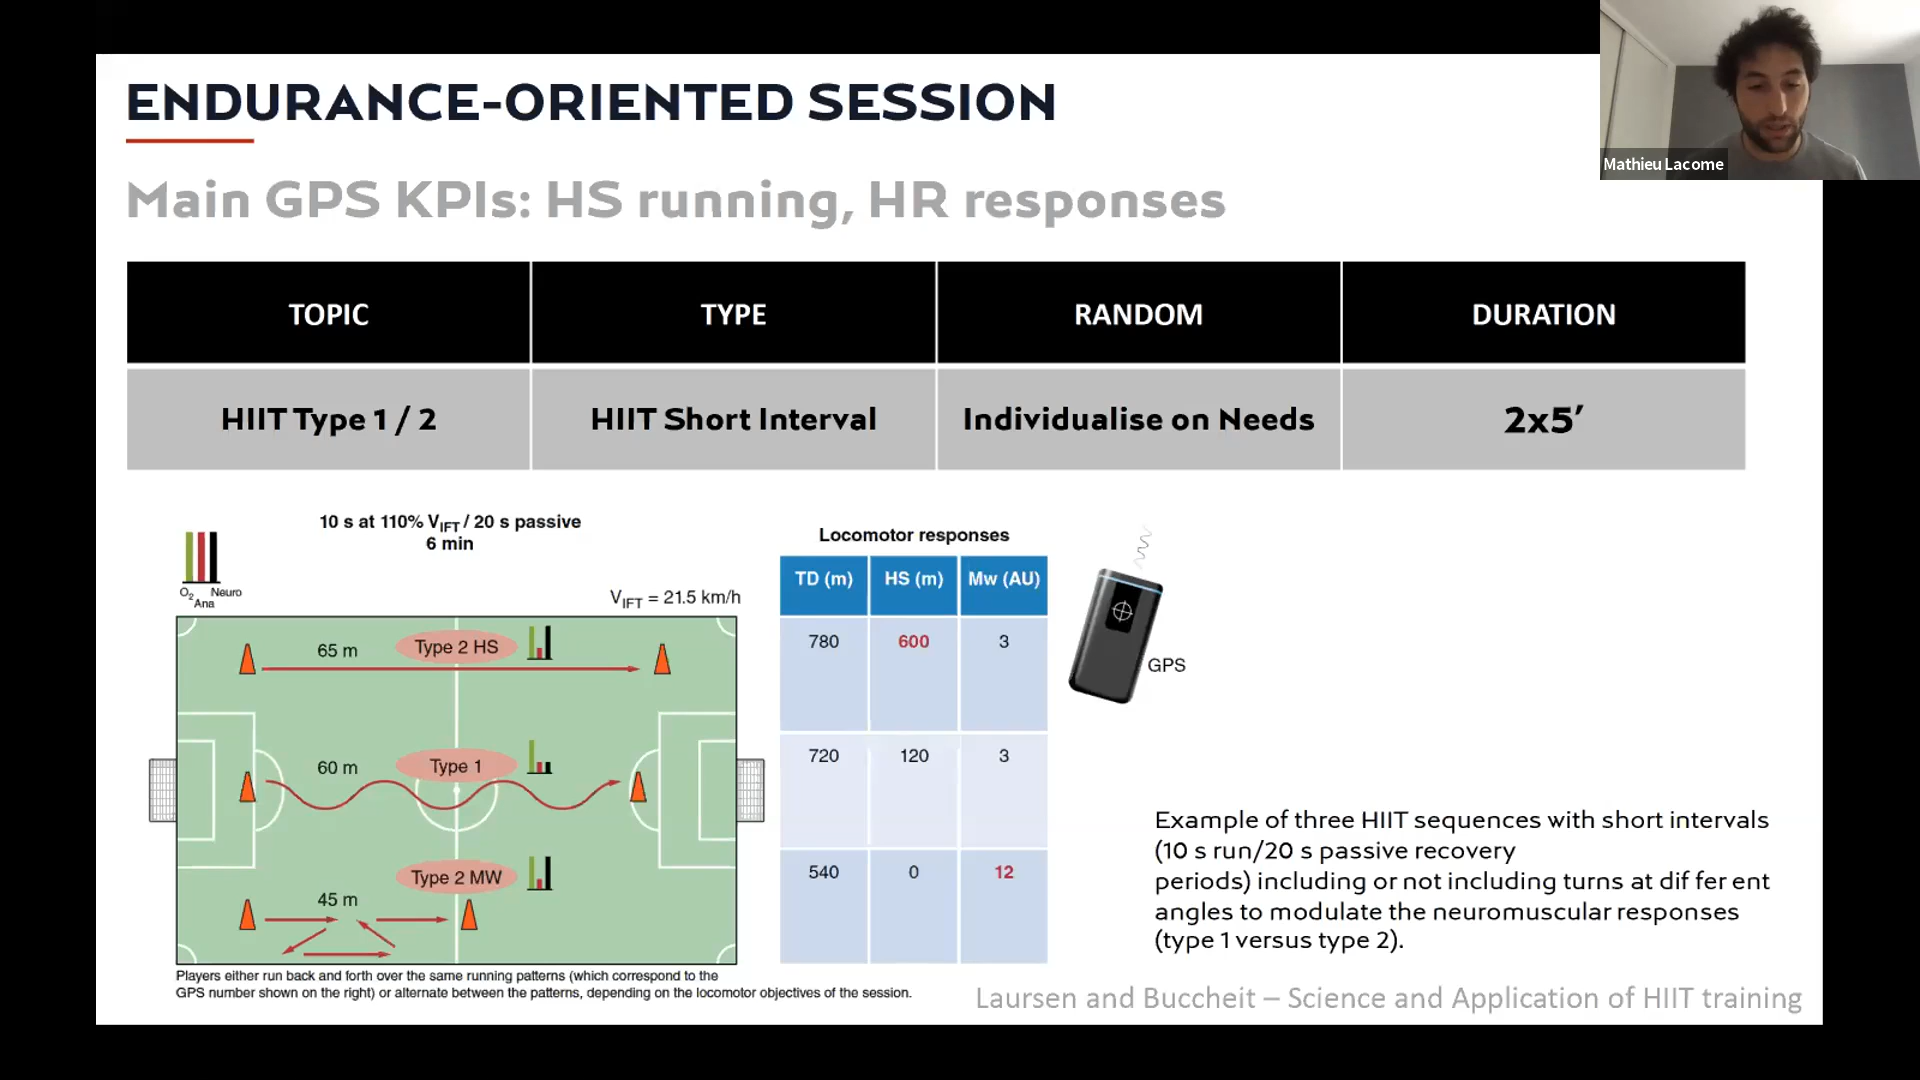 Mathieu Lacome
ENDURANCE-ORIENTED SESSION
Main GPS KPIs: HS running, HR responses
TOPIC TYPE RANDOM DURATION
HIIT Type 1 / 2 HIIT Short Interval Individualise on Needs 2x5’
10 s at 110% VIFT / 20 s passive
6 min
O2 Neuro
Ana
VIFT = 21.5 km/h
65 m Type 2 HS
60 m Type 1
Type 2 MW
45 m
Players either run back and forth over the same running patterns (which correspond to the
GPS number shown on the right) or alternate between the patterns, depending on the locomotor objectives of the session.
Locomotor responses
TD (m) HS (m) Mw (AU)
780 600 3
720 120 3
540 0 12
GPS
Example of three HIIT sequences with short intervals
(10 s run/20 s passive recovery
periods) including or not including turns at dif fer ent
angles to modulate the neuromuscular responses
(type 1 versus type 2).
Laursen and Buccheit – Science and Application of HIIT training